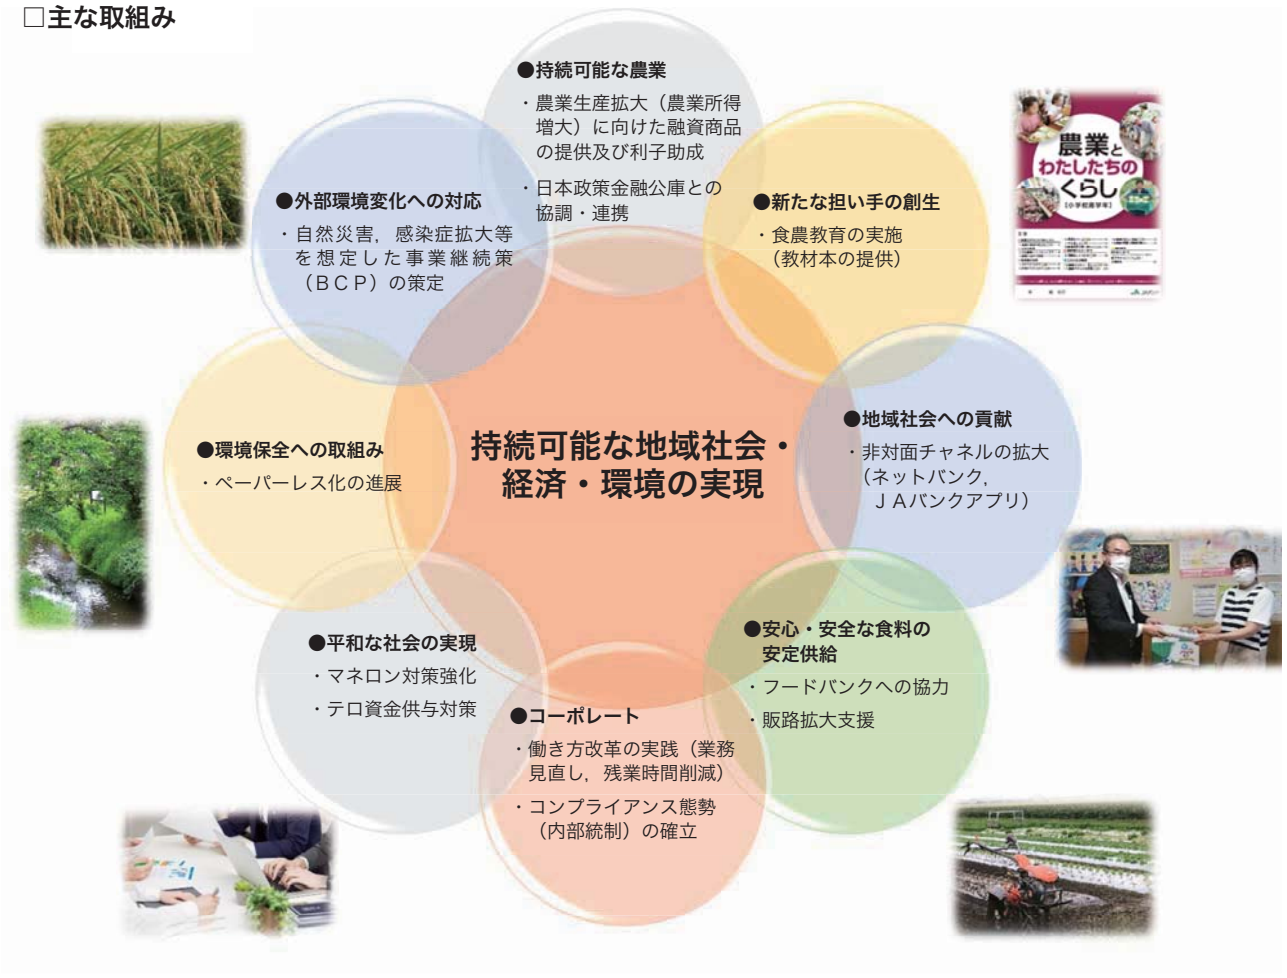 □主な取組み
●持続可能な農業
・農業生産拡大（農業所得
増大）に向けた融資商品
の提供及び利子助成
・日本政策金融公庫との
協調・連携
●新たな担い手の創生
・食農教育の実施
（教材本の提供）
●地域社会への貢献
・非対面チャネルの拡大
（ネットバンク，
ＪＡバンクアプリ）
●安心・安全な食料の
安定供給
・フードバンクへの協力
・販路拡大支援
●コーポレート
・働き方改革の実践（業務
見直し，残業時間削減）
・コンプライアンス態勢
（内部統制）の確立
●平和な社会の実現
・マネロン対策強化
・テロ資金供与対策
●環境保全への取組み
・ペーパーレス化の進展
●外部環境変化への対応
・自然災害，感染症拡大等
を想定した事業継続策
（ＢＣＰ）の策定
持続可能な地域社会・
経済・環境の実現
農業と
わたしたちの
くらし